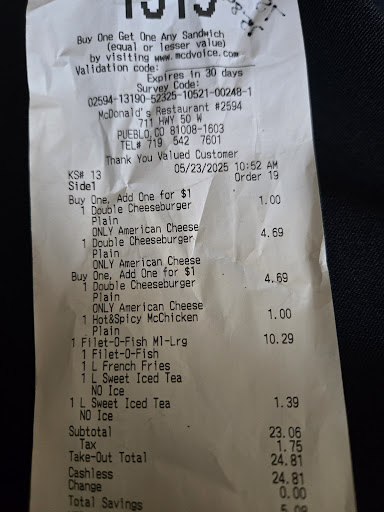 Buy One Get One Any Sandwich
(equal or lesser value)
by visiting www.mcdvoice.com
Validation code:
Expires in 30 days
Survey Code:
02594-13190-52325-10521-00248-1
McDonald's Restaurant #2594
711 HWY 50 W
PUEBLO,CO 81008-1603
TEL# 719 542 7601
Thank You Valued Customer
KS# 13 05/23/2025 10:52 AM
Side1 Order 19
Buy One, Add One for $1
1 Double Cheeseburger 1.00
Plain
ONLY American Cheese
1 Double Cheeseburger 4.69
Plain
ONLY American Cheese
Buy One, Add One for $1
1 Double Cheeseburger 4.69
Plain
ONLY American Cheese
1 Hot&Spicy McChicken 1.00
Plain
1 Filet-O-Fish Ml-Lrg 10.29
1 Filet-O-Fish
1 L French Fries
1 L Sweet Iced Tea
NO Ice
1 L Sweet Iced Tea 1.39
NO Ice
Subtotal 23.06
Tax 1.75
Take-Out Total 24.81
Cashless 24.81
Change 0.00
Total Savings